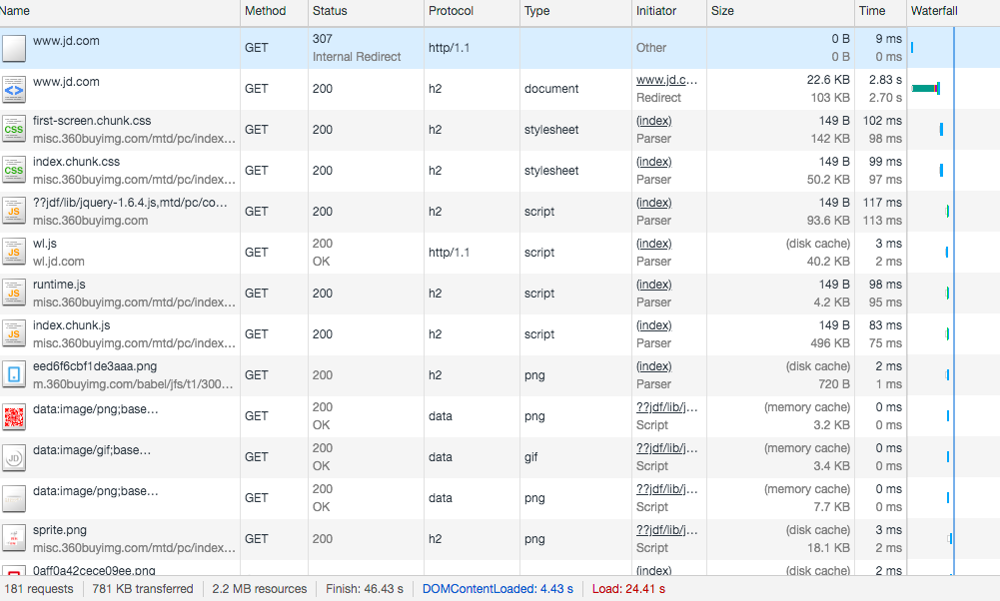 Name Method Status Protocol Type Initiator Size Time Waterfall
www.jd.com GET 307 http/1.1 Other 0 B 9 ms
Internal Redirect 0 B 0 ms
www.jd.com GET 200 h2 document www.jd.c... 22.6 KB 2.83 s
Redirect 103 KB 2.70 s
first-screen.chunk.css GET 200 h2 stylesheet (index) 149 B 102 ms
misc.360buyimg.com/mtd/pc/index... Parser 142 KB 98 ms
index.chunk.css GET 200 h2 stylesheet (index) 149 B 99 ms
misc.360buyimg.com/mtd/pc/index... Parser 50.2 KB 97 ms
??jdf/lib/jquery-1.6.4.js,mtd/pc/co... GET 200 h2 script (index) 149 B 117 ms
misc.360buyimg.com Parser 93.6 KB 113 ms
wl.js GET 200 http/1.1 script (index) (disk cache) 3 ms
wl.jd.com OK Parser 40.2 KB 2 ms
runtime.js GET 200 h2 script (index) 149 B 98 ms
misc.360buyimg.com/mtd/pc/index... Parser 4.2 KB 95 ms
index.chunk.js GET 200 h2 script (index) 149 B 83 ms
misc.360buyimg.com/mtd/pc/index... Parser 496 KB 75 ms
eed6f6cbf1de3aaa.png GET 200 h2 png (index) (disk cache) 2 ms
m.360buyimg.com/babel/jfs/t1/300... Parser 720 B 1 ms
data:image/png;base... GET 200 data png ??jdf/lib/j... (memory cache) 0 ms
OK Script 3.2 KB 0 ms
data:image/gif;base... GET 200 data gif ??jdf/lib/j... (memory cache) 0 ms
OK Script 3.4 KB 0 ms
data:image/png;base... GET 200 data png ??jdf/lib/j... (memory cache) 0 ms
OK Script 7.7 KB 0 ms
sprite.png GET 200 h2 png ??jdf/lib/j... (disk cache) 3 ms
misc.360buyimg.com/mtd/pc/index... Script 18.1 KB 2 ms
0aff0a42cece09ee.png (index) (disk cache) 2 ms
181 requests 781 KB transferred 2.2 MB resources Finish: 46.43 s DOMContentLoaded: 4.43 s Load: 24.41 s